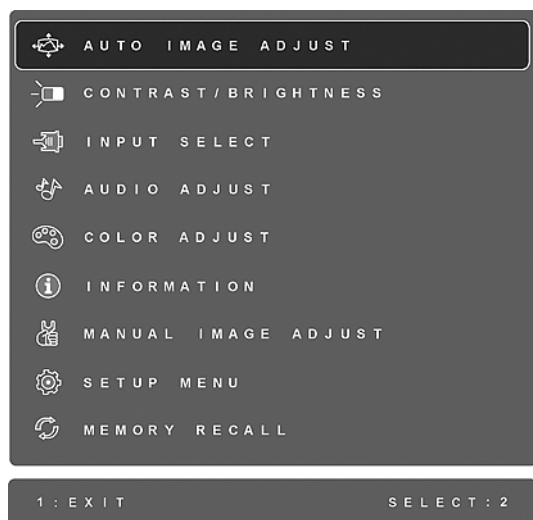 AUTO IMAGE ADJUST
CONTRAST/BRIGHTNESS
INPUT SELECT
AUDIO ADJUST
COLOR ADJUST
INFORMATION
MANUAL IMAGE ADJUST
SETUP MENU
MEMORY RECALL
1:EXIT SELECT:2